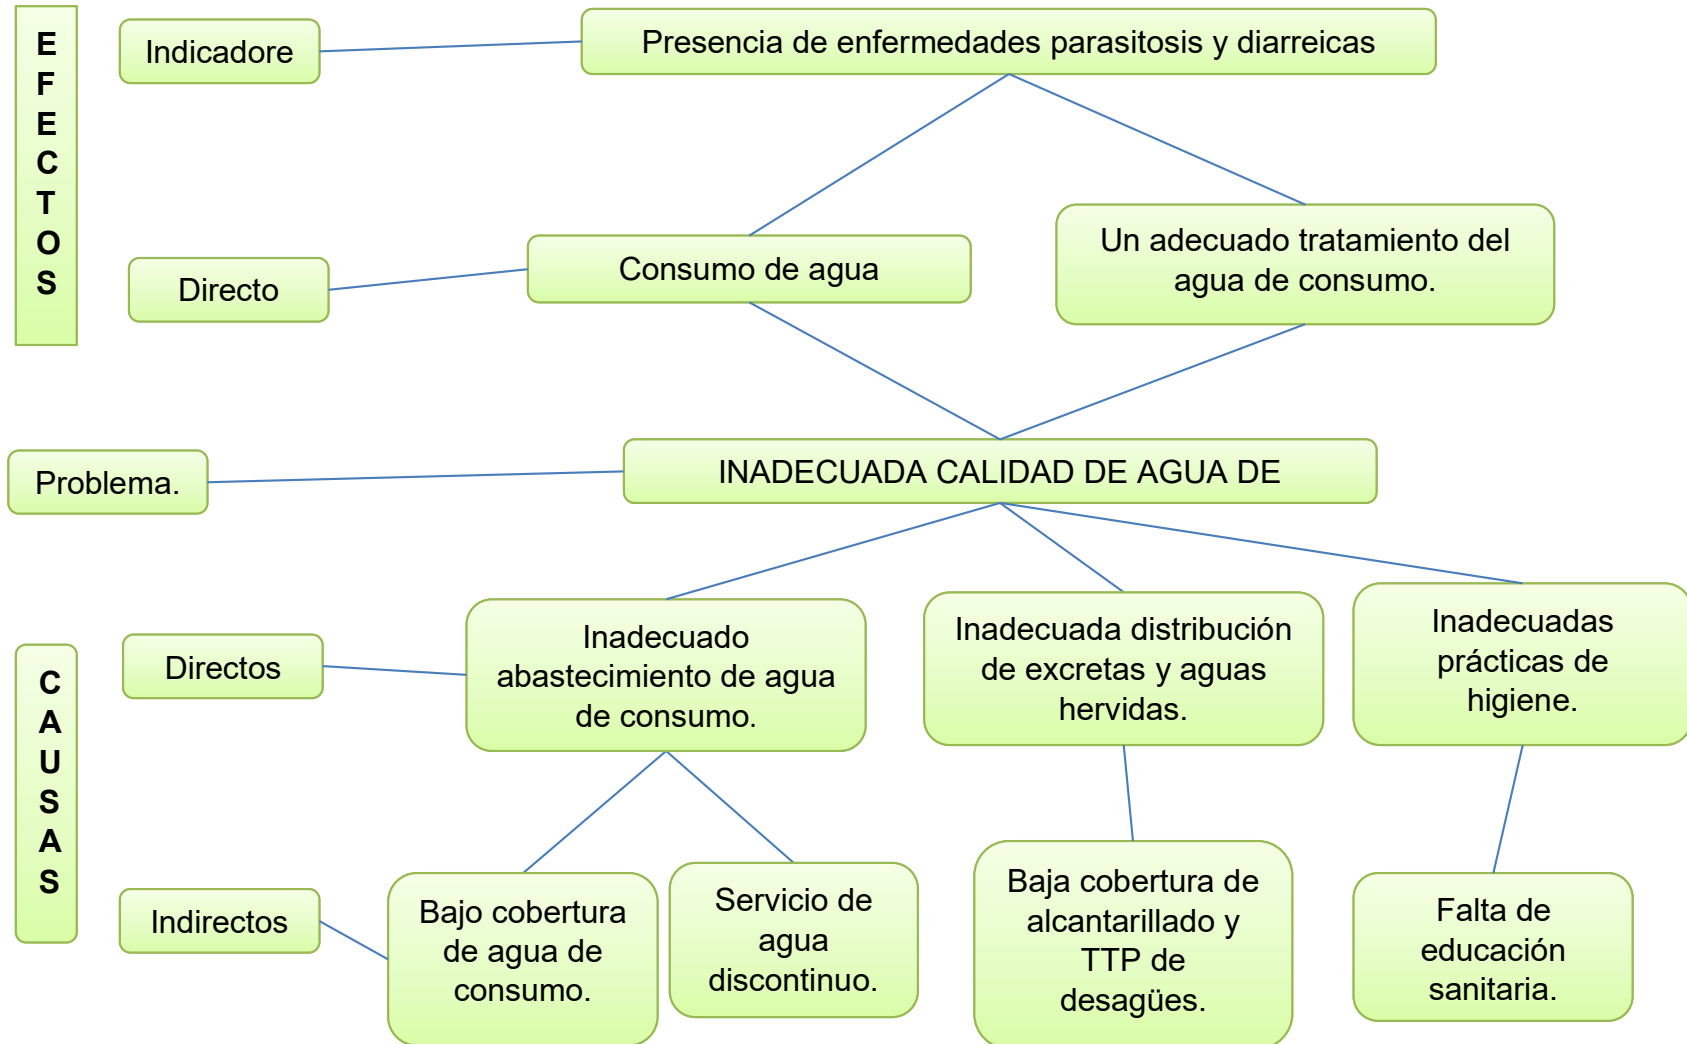 EFECTOS
Indicadore
Presencia de enfermedades parasitosis y diarreicas
Directo
Consumo de agua
Un adecuado tratamiento del
agua de consumo.
Problema.
INADECUADA CALIDAD DE AGUA DE
CAUSAS
Directos
Inadecuado
abastecimiento de agua
de consumo.
Inadecuada distribución
de excretas y aguas
hervidas.
Inadecuadas
prácticas de
higiene.
Indirectos
Bajo cobertura
de agua de
consumo.
Servicio de
agua
discontinuo.
Baja cobertura de
alcantarillado y
TTP de
desagües.
Falta de
educación
sanitaria.